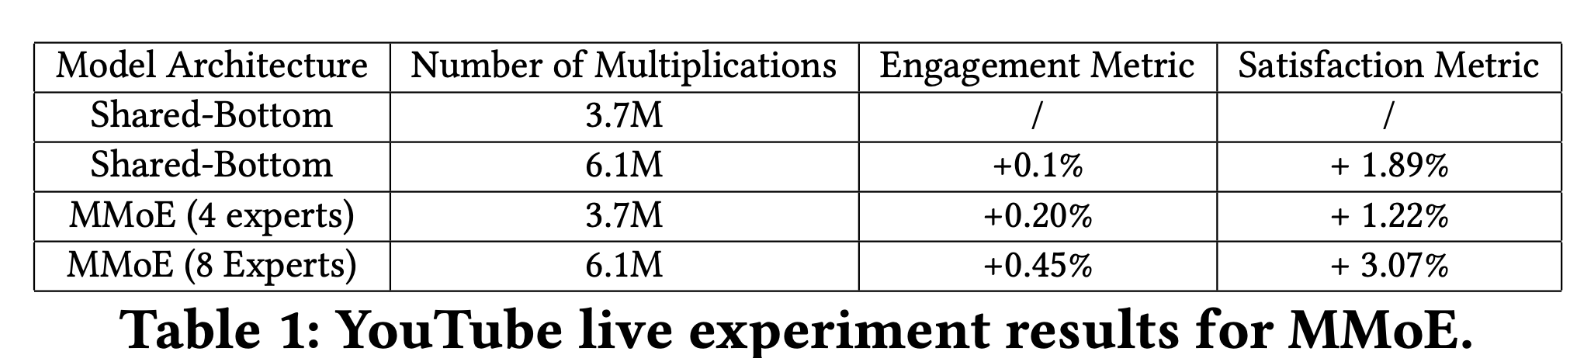 Model Architecture Number of Multiplications Engagement Metric Satisfaction Metric
Shared-Bottom 3.7M / /
Shared-Bottom 6.1M +0.1% + 1.89%
MMoE (4 experts) 3.7M +0.20% + 1.22%
MMoE (8 Experts) 6.1M +0.45% + 3.07%
Table 1: YouTube live experiment results for MMoE.